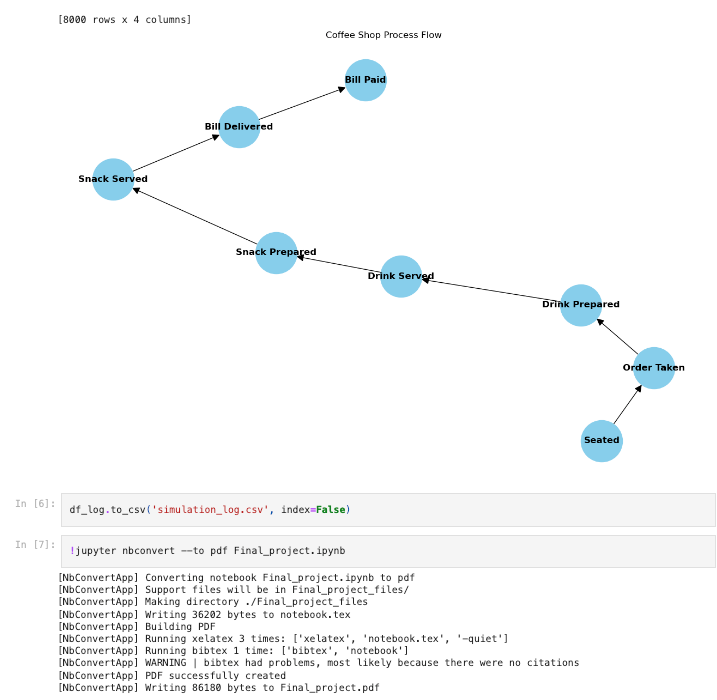 [8000 rows x 4 columns]
Coffee Shop Process Flow
Bill Paid
Bill Delivered
Snack Served
Snack Prepared
Drink Served
Drink Prepared
Order Taken
Seated
In [6]: df_log.to_csv('simulation_log.csv', index=False)
In [7]: !jupyter nbconvert --to pdf Final_project.ipynb
[NbConvertApp] Converting notebook Final_project.ipynb to pdf
[NbConvertApp] Support files will be in Final_project_files/
[NbConvertApp] Making directory ./Final_project_files
[NbConvertApp] Writing 36202 bytes to notebook.tex
[NbConvertApp] Building PDF
[NbConvertApp] Running xelatex 3 times: ['xelatex', 'notebook.tex', '-quiet']
[NbConvertApp] Running bibtex 1 time: ['bibtex', 'notebook']
[NbConvertApp] WARNING | bibtex had problems, most likely because there were no citations
[NbConvertApp] PDF successfully created
[NbConvertApp] Writing 86180 bytes to Final_project.pdf